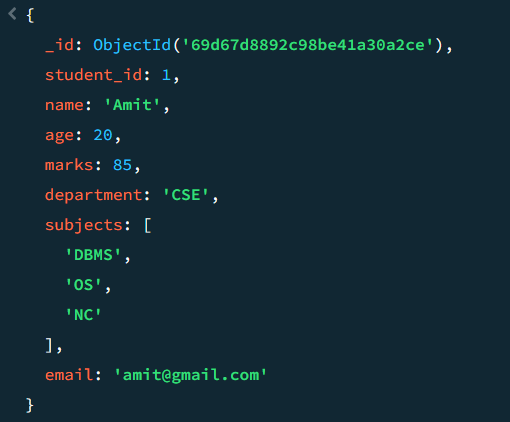 {
_id: ObjectId('69d67d8892c98be41a30a2ce'),
student_id: 1,
name: 'Amit',
age: 20,
marks: 85,
department: 'CSE',
subjects: [
'DBMS',
'OS',
'NC'
],
email: 'amit@gmail.com'
}